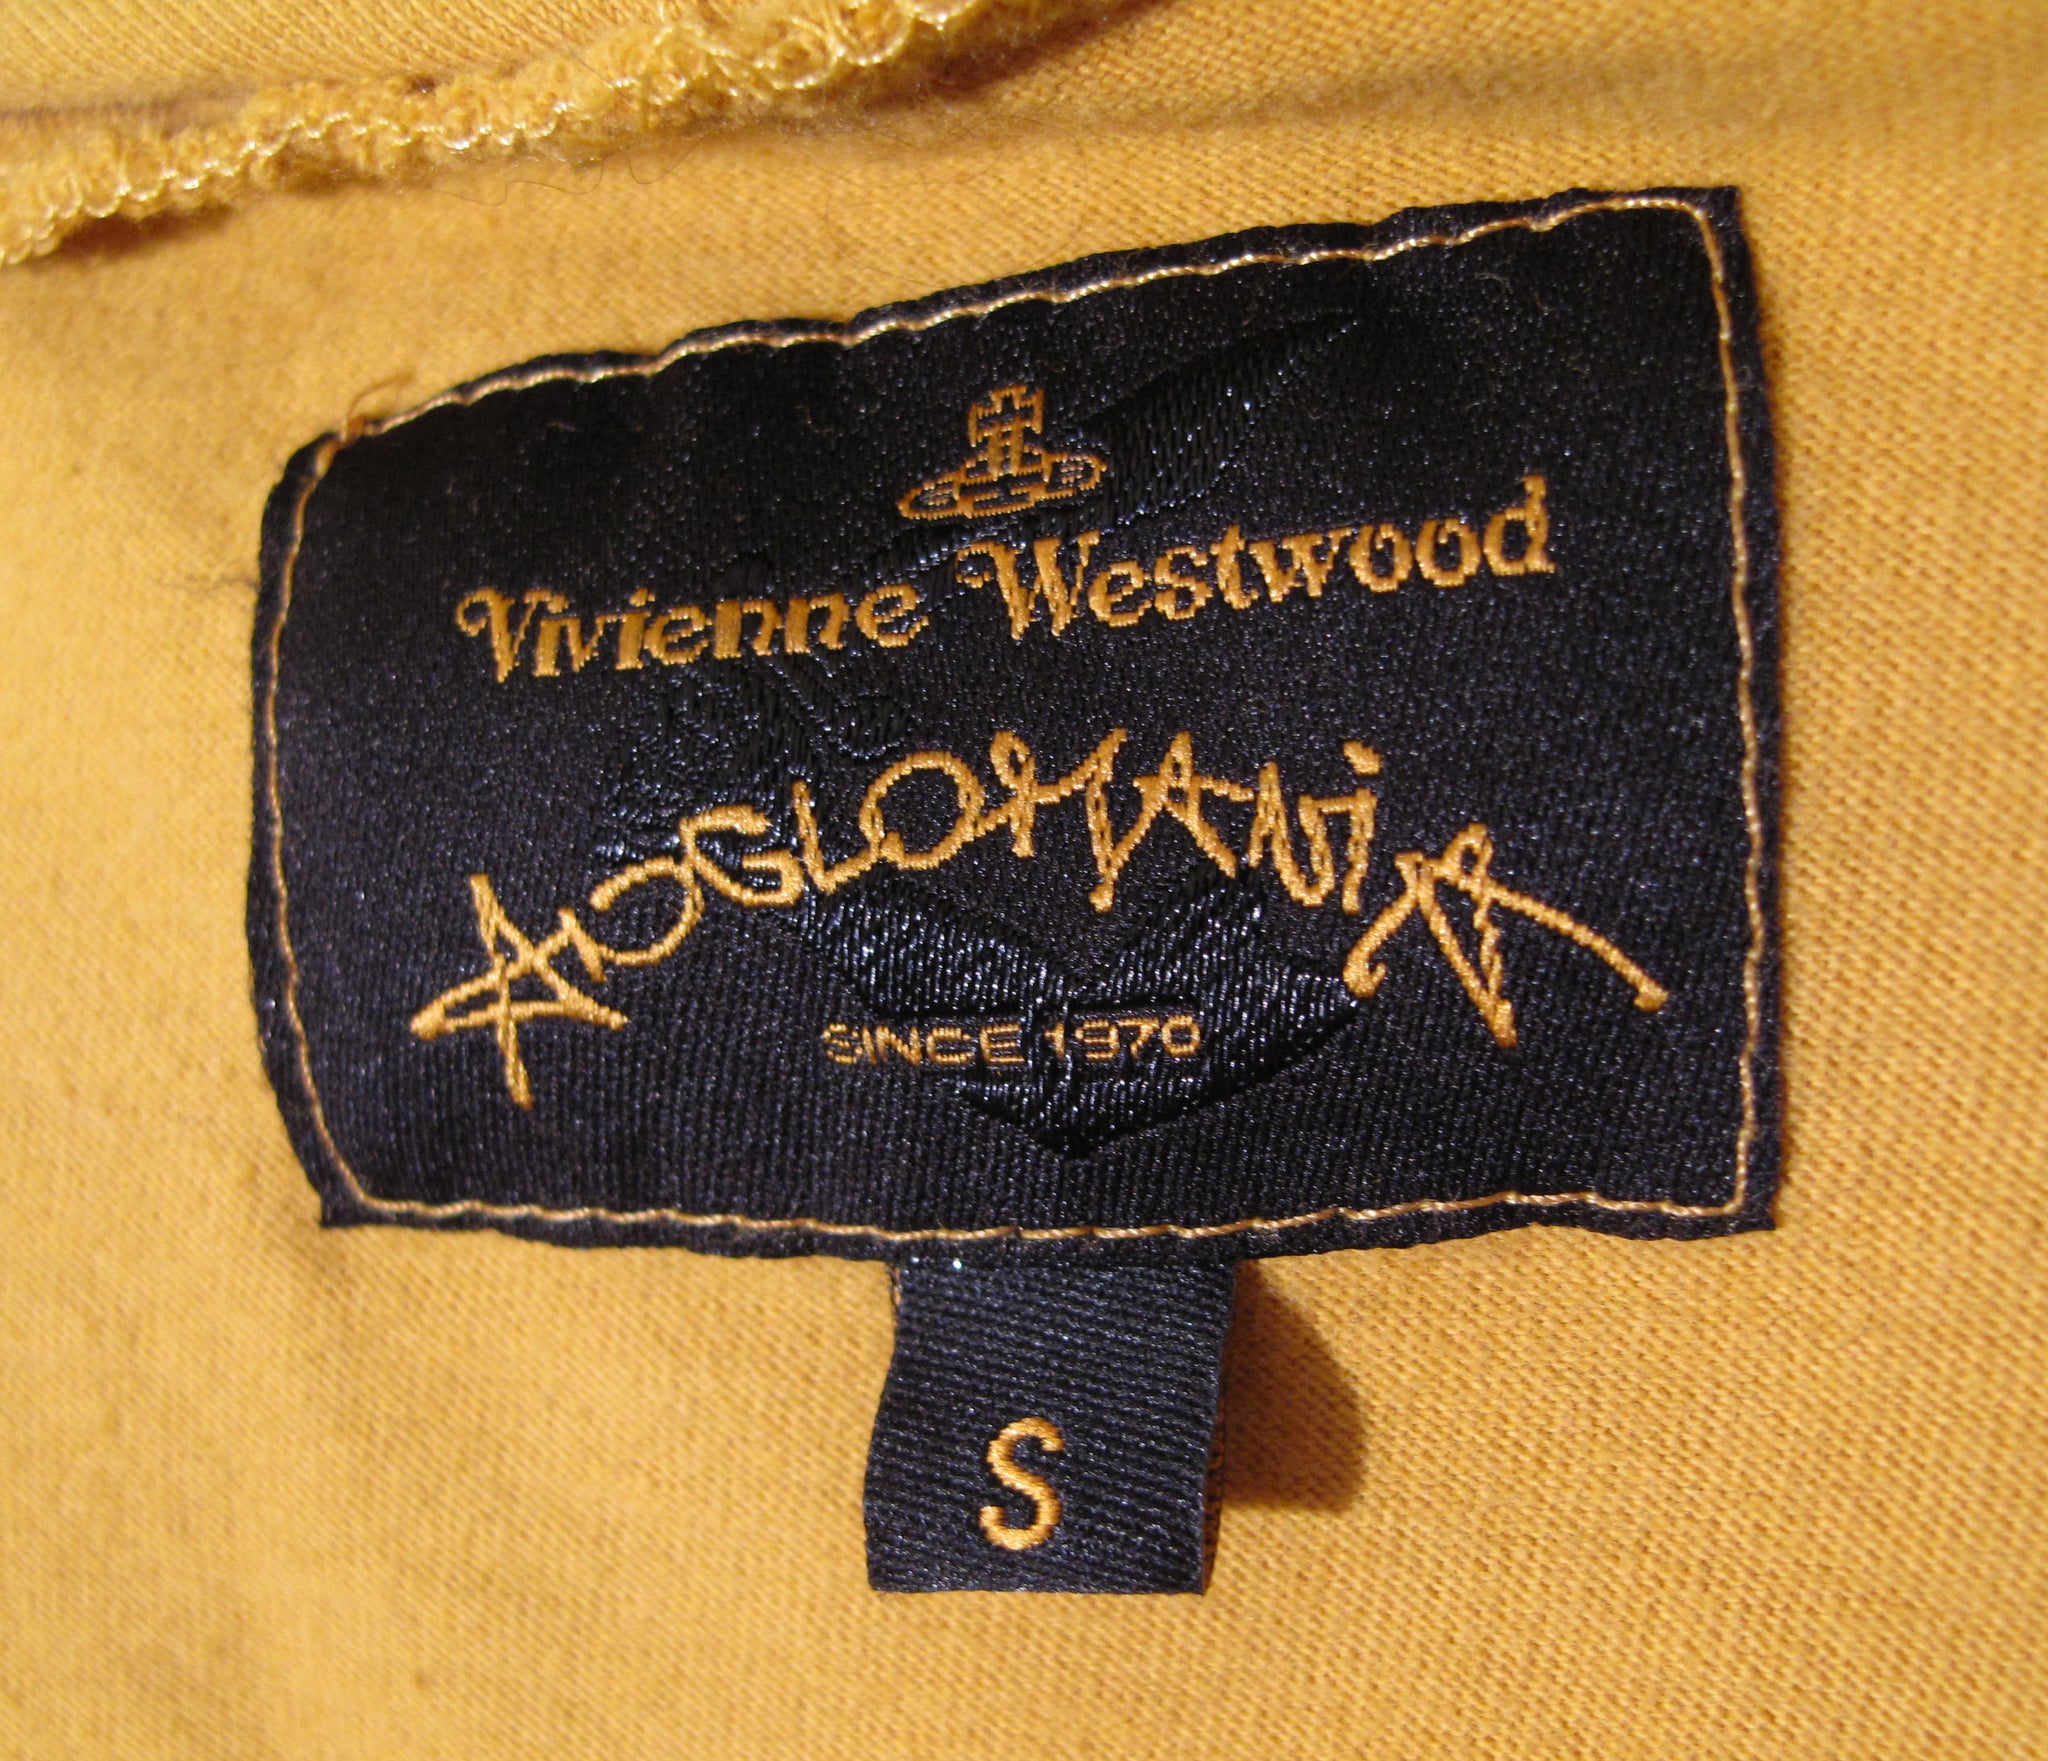 Vivienne Westwood
ANGLOMANiA
SINCE 1970
S